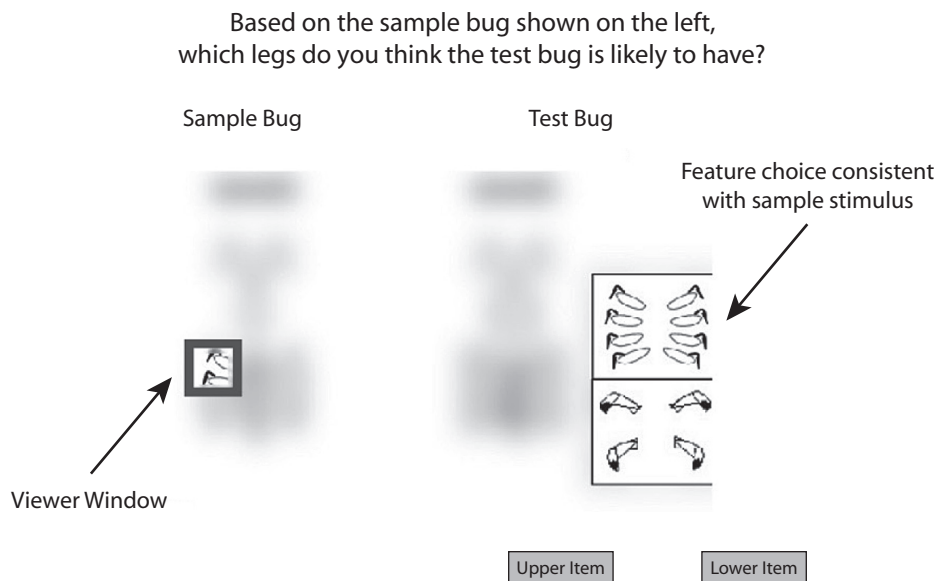 Based on the sample bug shown on the left,
which legs do you think the test bug is likely to have?
Sample Bug
Test Bug
Feature choice consistent
with sample stimulus
Viewer Window
Upper Item
Lower Item